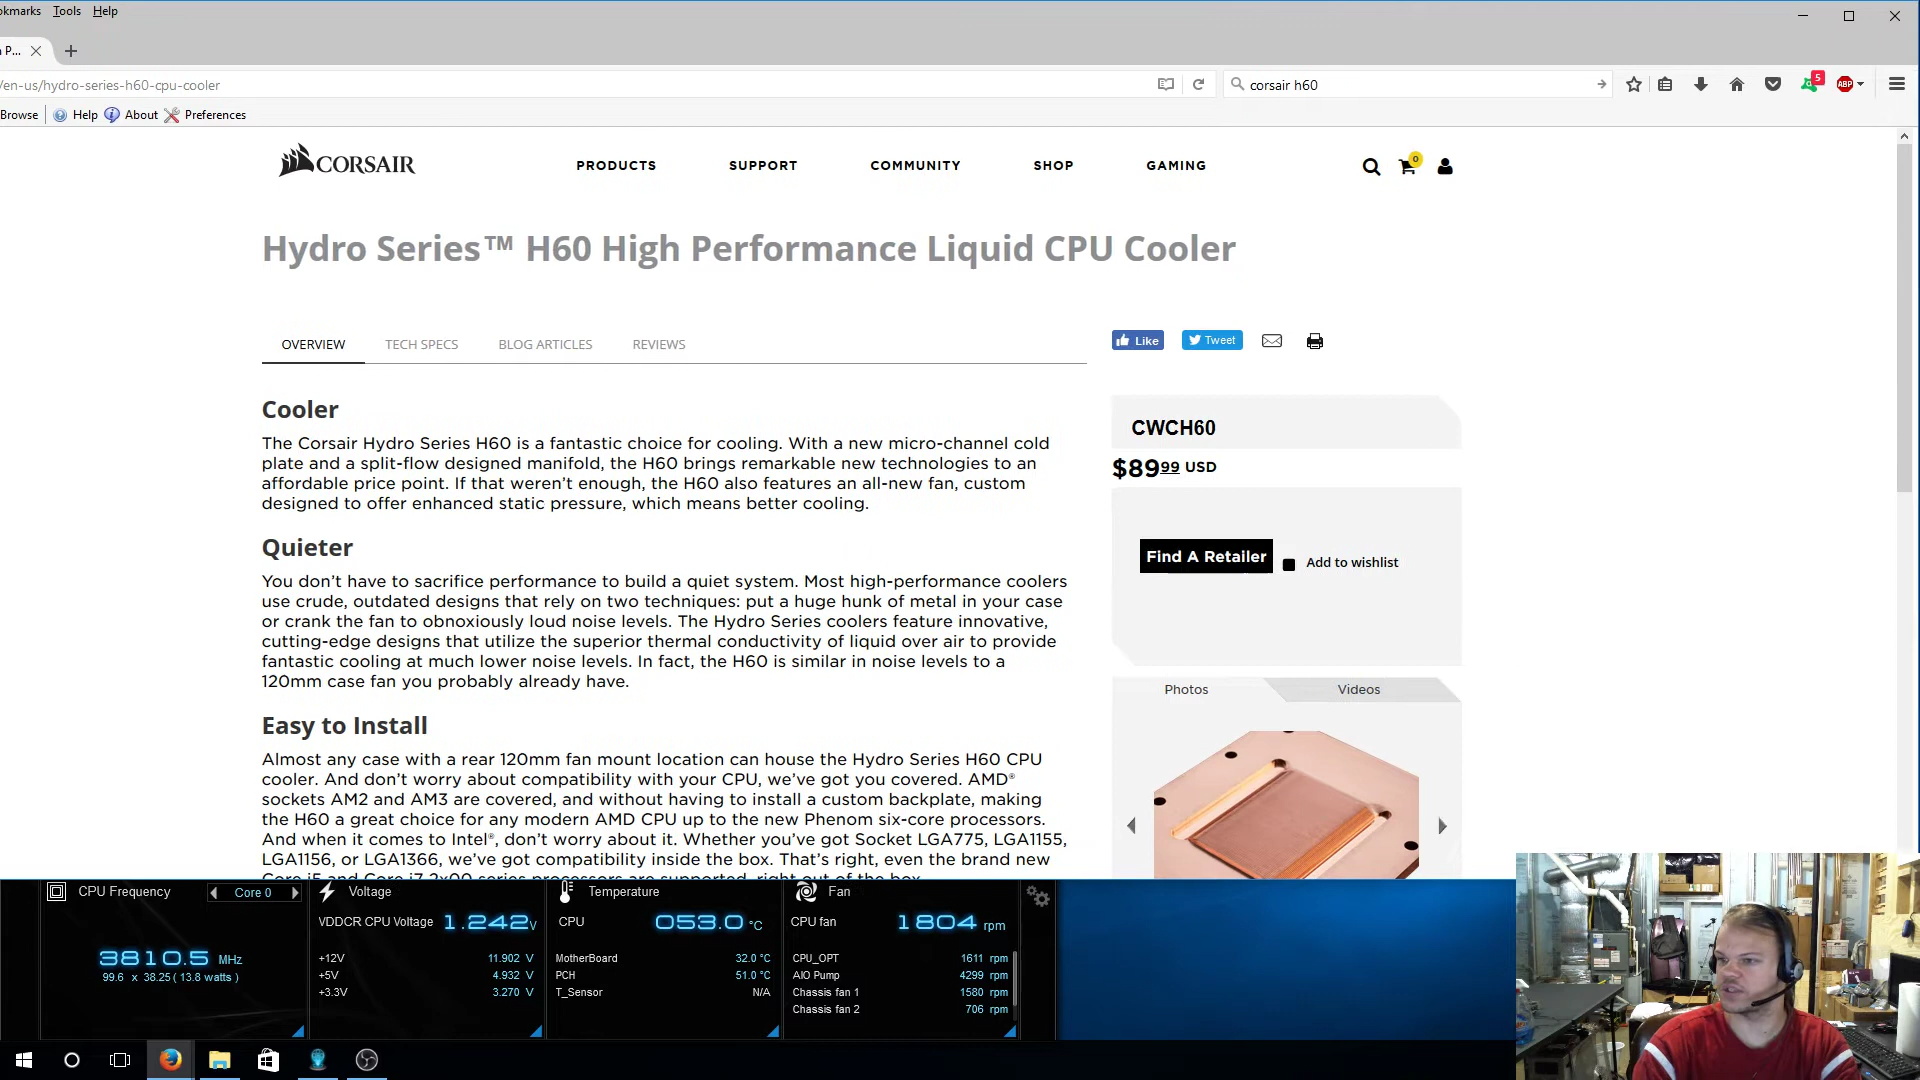 okmarks Tools Help
P...
/en-us/hydro-series-h60-cpu-cooler
corsair h60
5
ABP
Browse Help About Preferences
CORSAIR
PRODUCTS SUPPORT COMMUNITY SHOP GAMING
0
Hydro Series™ H60 High Performance Liquid CPU Cooler
OVERVIEW TECH SPECS BLOG ARTICLES REVIEWS
Like Tweet
Cooler
The Corsair Hydro Series H60 is a fantastic choice for cooling. With a new micro-channel cold
plate and a split-flow designed manifold, the H60 brings remarkable new technologies to an
affordable price point. If that weren't enough, the H60 also features an all-new fan, custom
designed to offer enhanced static pressure, which means better cooling.
Quieter
You don't have to sacrifice performance to build a quiet system. Most high-performance coolers
use crude, outdated designs that rely on two techniques: put a huge hunk of metal in your case
or crank the fan to obnoxiously loud noise levels. The Hydro Series coolers feature innovative,
cutting-edge designs that utilize the superior thermal conductivity of liquid over air to provide
fantastic cooling at much lower noise levels. In fact, the H60 is similar in noise levels to a
120mm case fan you probably already have.
Easy to Install
Almost any case with a rear 120mm fan mount location can house the Hydro Series H60 CPU
cooler. And don't worry about compatibility with your CPU, we've got you covered. AMD®
sockets AM2 and AM3 are covered, and without having to install a custom backplate, making
the H60 a great choice for any modern AMD CPU up to the new Phenom six-core processors.
And when it comes to Intel®, don't worry about it. Whether you've got Socket LGA775, LGA1155,
LGA1156, or LGA1366, we've got compatibility inside the box. That's right, even the brand new
Core i5 and Core i7 2x00 series processors are supported, right out of the box.
CWCH60
$89.99 USD
Find A Retailer
Add to wishlist
Photos Videos
CPU Frequency
Core 0
3810.5 MHz
99.6 x 38.25 ( 13.8 watts )
Voltage
VDDCR CPU Voltage 1.242 V
+12V 11.902 V
+5V 4.932 V
+3.3V 3.270 V
Temperature
CPU 053.0 °C
MotherBoard 32.0 °C
PCH 51.0 °C
T_Sensor N/A
Fan
CPU fan 1804 rpm
CPU_OPT 1611 rpm
AIO Pump 4299 rpm
Chassis fan 1 1580 rpm
Chassis fan 2 706 rpm